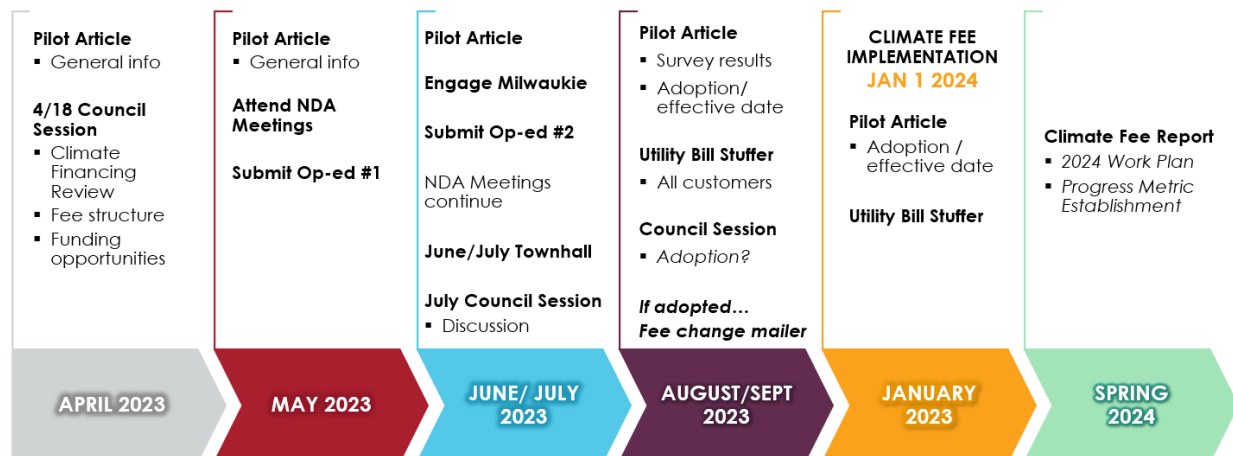 Pilot Article
▪ General info
4/18 Council
Session
▪ Climate
Financing
Review
▪ Fee structure
▪ Funding
opportunities
APRIL 2023
Pilot Article
▪ General info
Attend NDA
Meetings
Submit Op-ed #1
MAY 2023
Pilot Article
Engage Milwaukie
Submit Op-ed #2
NDA Meetings
continue
June/July Townhall
July Council Session
▪ Discussion
JUNE/ JULY
2023
Pilot Article
▪ Survey results
▪ Adoption/
effective date
Utility Bill Stuffer
▪ All customers
Council Session
▪ Adoption?
If adopted…
Fee change mailer
AUGUST/SEPT
2023
CLIMATE FEE
IMPLEMENTATION
JAN 1 2024
Pilot Article
▪ Adoption /
effective date
Utility Bill Stuffer
JANUARY
2023
Climate Fee Report
▪ 2024 Work Plan
▪ Progress Metric
Establishment
SPRING
2024